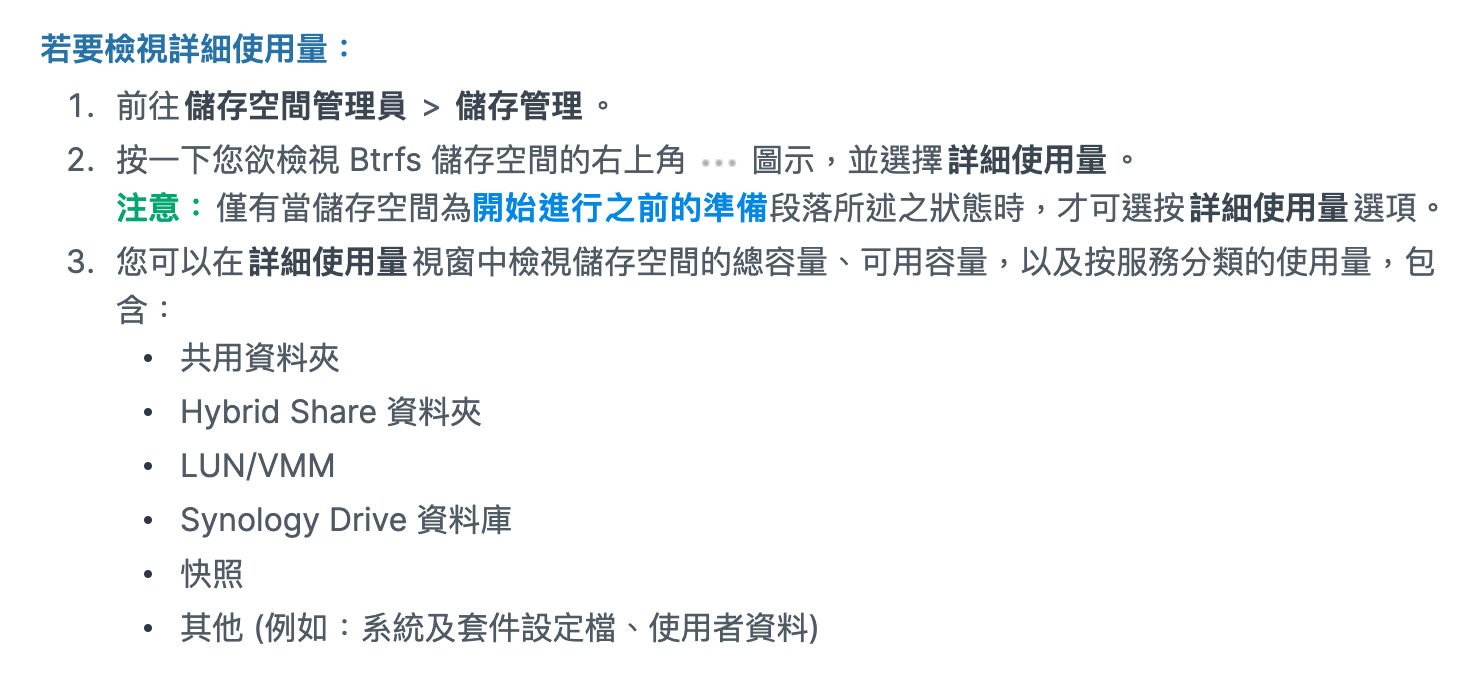 若要檢視詳細使用量：
1. 前往儲存空間管理員 > 儲存管理。
2. 按一下您欲檢視 Btrfs 儲存空間的右上角 ••• 圖示，並選擇詳細使用量。
注意：僅有當儲存空間為開始進行之前的準備段落所述之狀態時，才可選按詳細使用量選項。
3. 您可以在詳細使用量視窗中檢視儲存空間的總容量、可用容量，以及按服務分類的使用量，包
含：
• 共用資料夾
• Hybrid Share 資料夾
• LUN/VMM
• Synology Drive 資料庫
• 快照
• 其他 (例如：系統及套件設定檔、使用者資料)